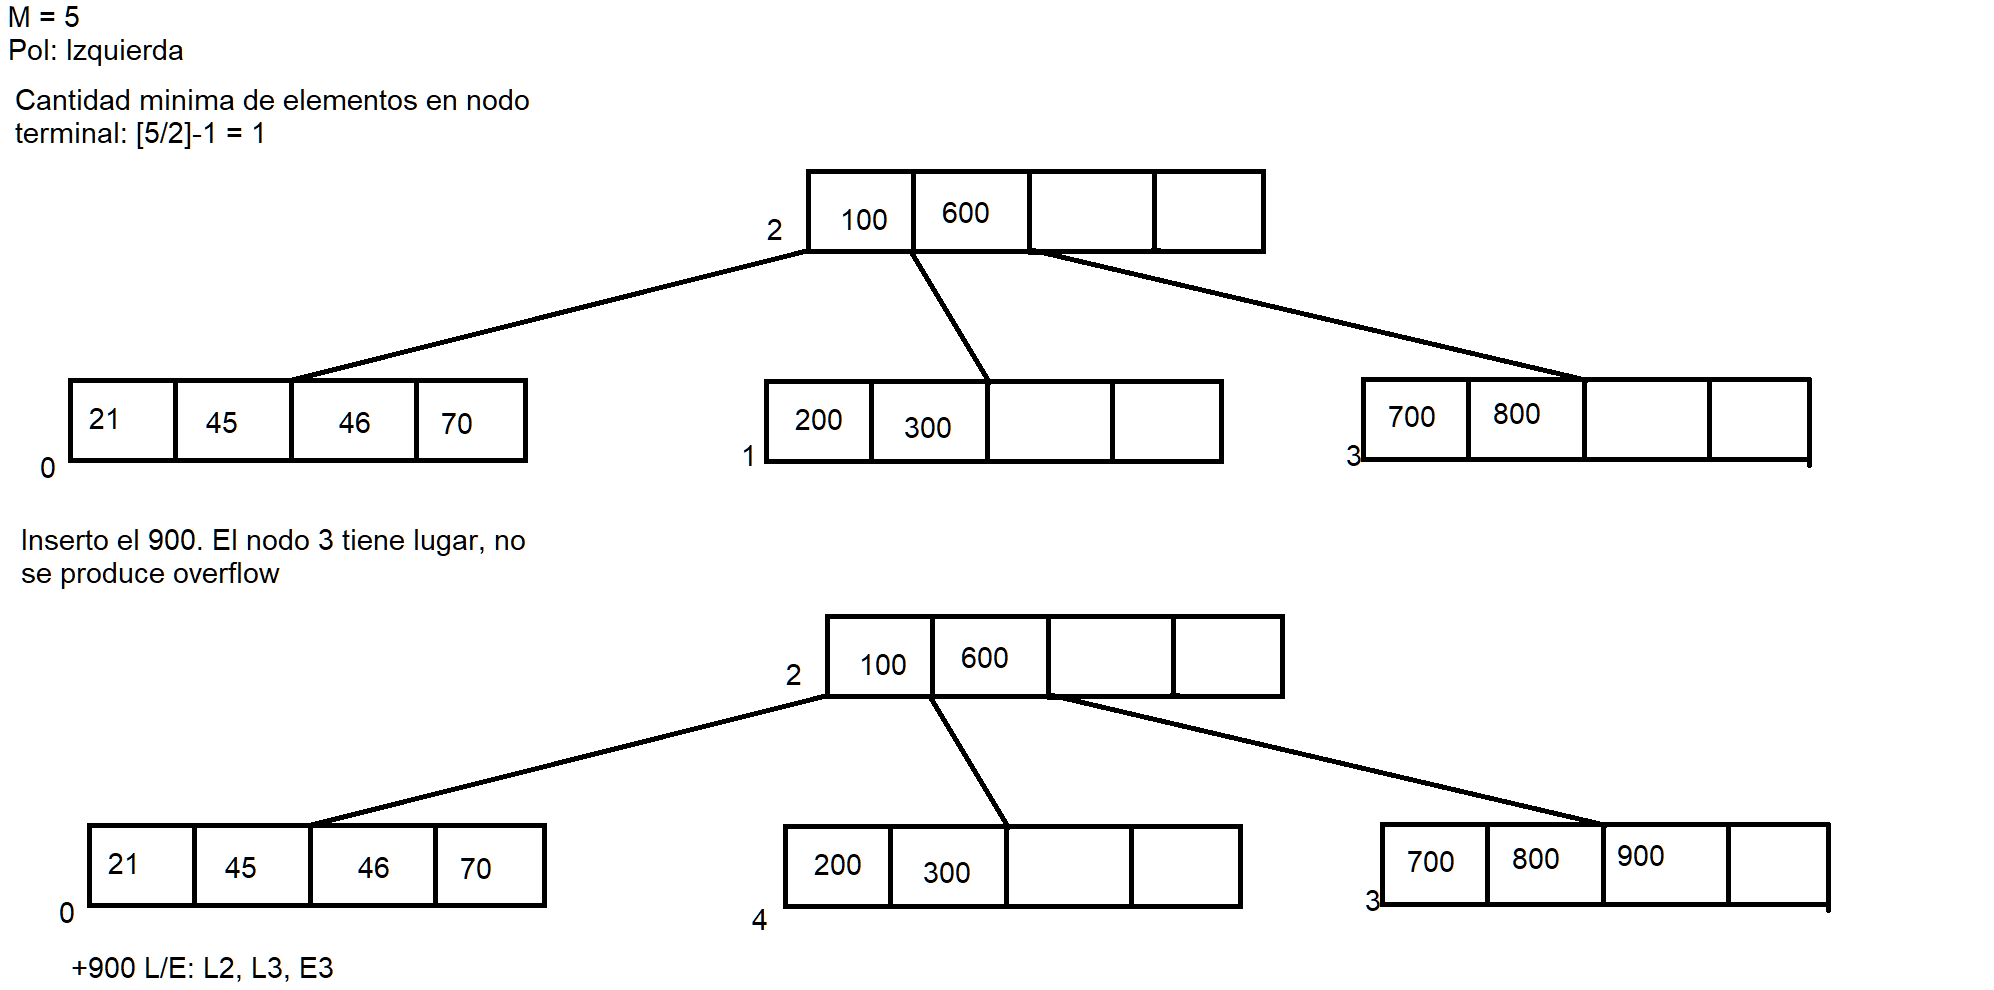 M = 5
Pol: Izquierda
Cantidad minima de elementos en nodo
terminal: [5/2]-1 = 1
2 100 600
21 45 46 70
0
200 300
1
700 800
3
Inserto el 900. El nodo 3 tiene lugar, no
se produce overflow
2 100 600
21 45 46 70
0
200 300
4
700 800 900
3
+900 L/E: L2, L3, E3